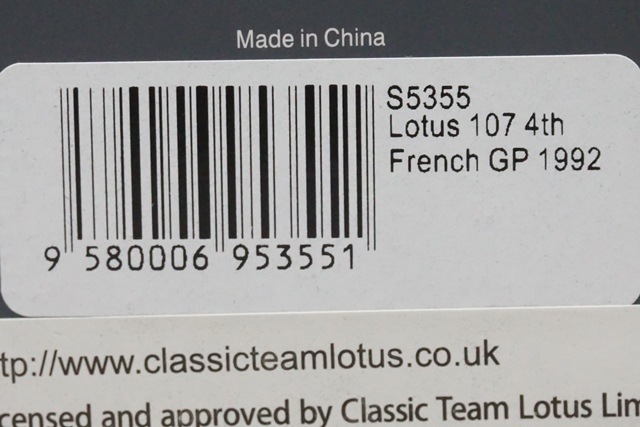 Made in China
S5355
Lotus 107 4th
French GP 1992
9 580006 953551
tp://www.classicteamlotus.co.uk
censed and approved by Classic Team Lotus Lim